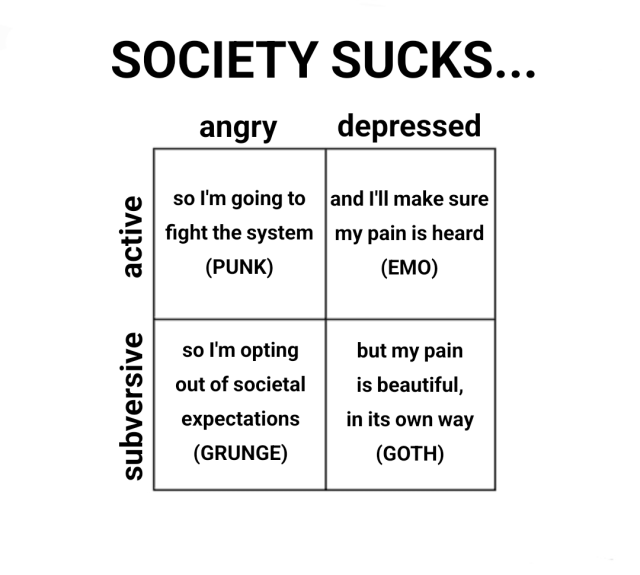 SOCIETY SUCKS...
angry
depressed
active
so I'm going to
fight the system
(PUNK)
and I'll make sure
my pain is heard
(EMO)
subversive
so I'm opting
out of societal
expectations
(GRUNGE)
but my pain
is beautiful,
in its own way
(GOTH)